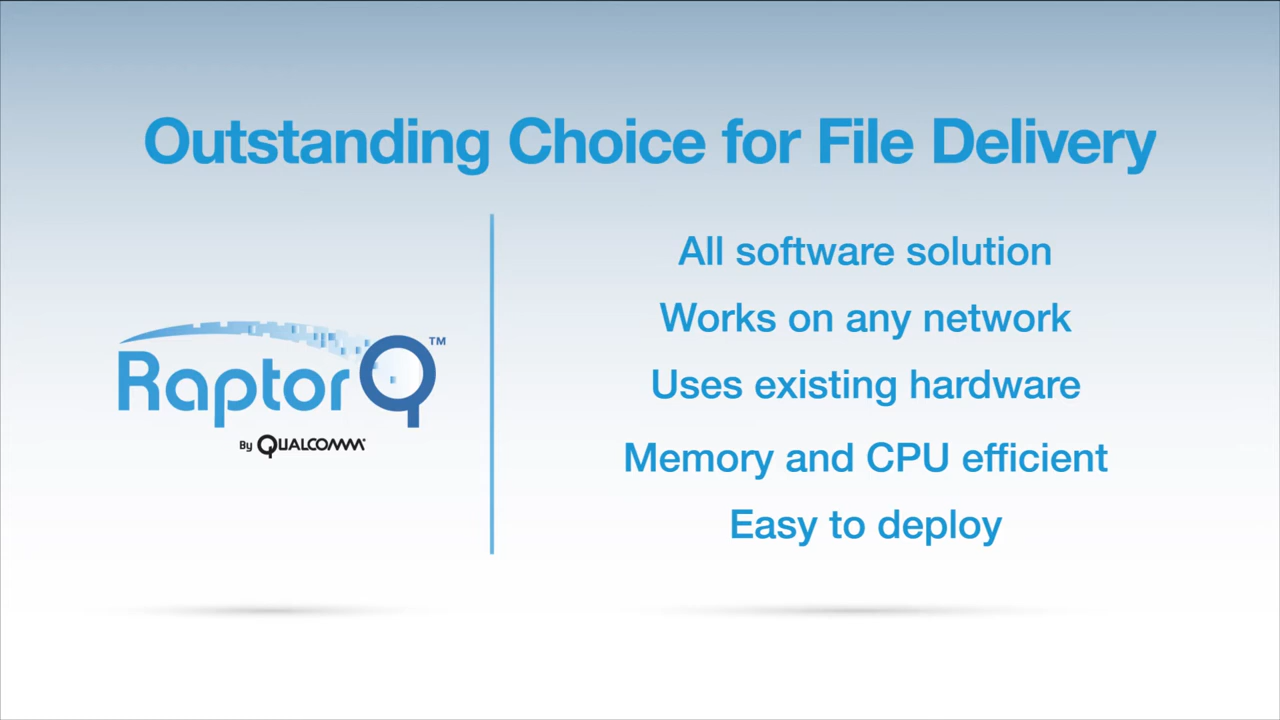 Outstanding Choice for File Delivery
RaptorQ™
By QUALCOMM®
All software solution
Works on any network
Uses existing hardware
Memory and CPU efficient
Easy to deploy